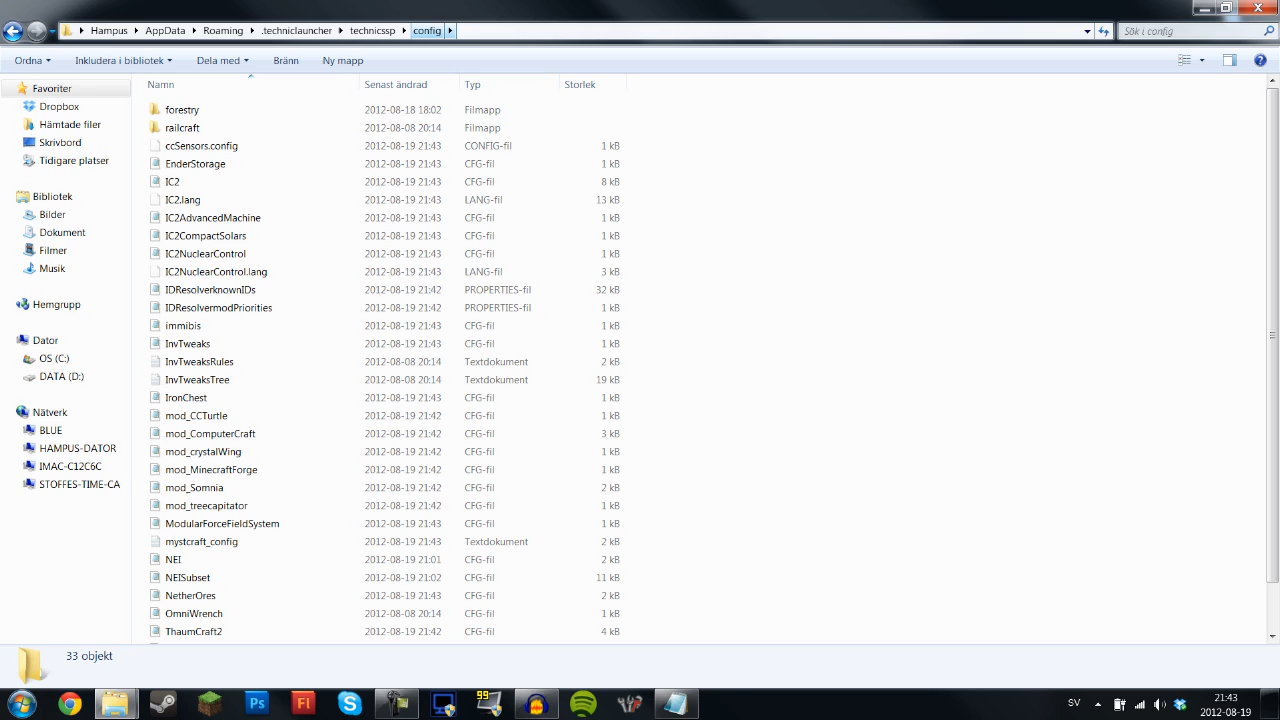 Hampus AppData Roaming .techniclauncher technicssp config Sök i config
Ordna Inkludera i bibliotek Dela med Bränn Ny mapp
Favoriter
Dropbox
Hämtade filer
Skrivbord
Tidigare platser
Bibliotek
Bilder
Dokument
Filmer
Musik
Hemgrupp
Dator
OS (C:)
DATA (D:)
Nätverk
BLUE
HAMPUS-DATOR
IMAC-C12C6C
STOFFES-TIME-CA
Namn Senast ändrad Typ Storlek
forestry 2012-08-18 18:02 Filmapp
railcraft 2012-08-08 20:14 Filmapp
ccSensors.config 2012-08-19 21:43 CONFIG-fil 1 kB
EnderStorage 2012-08-19 21:43 CFG-fil 1 kB
IC2 2012-08-19 21:43 CFG-fil 8 kB
IC2.lang 2012-08-19 21:43 LANG-fil 13 kB
IC2AdvancedMachine 2012-08-19 21:43 CFG-fil 1 kB
IC2CompactSolars 2012-08-19 21:43 CFG-fil 1 kB
IC2NuclearControl 2012-08-19 21:43 CFG-fil 1 kB
IC2NuclearControl.lang 2012-08-19 21:43 LANG-fil 3 kB
IDResolverknownIDs 2012-08-19 21:42 PROPERTIES-fil 32 kB
IDResolvermodPriorities 2012-08-19 21:42 PROPERTIES-fil 1 kB
immibis 2012-08-19 21:43 CFG-fil 1 kB
InvTweaks 2012-08-19 21:43 CFG-fil 1 kB
InvTweaksRules 2012-08-08 20:14 Textdokument 2 kB
InvTweaksTree 2012-08-08 20:14 Textdokument 19 kB
IronChest 2012-08-19 21:43 CFG-fil 1 kB
mod_CCTurtle 2012-08-19 21:42 CFG-fil 1 kB
mod_ComputerCraft 2012-08-19 21:42 CFG-fil 3 kB
mod_crystalWing 2012-08-19 21:42 CFG-fil 1 kB
mod_MinecraftForge 2012-08-19 21:42 CFG-fil 1 kB
mod_Somnia 2012-08-19 21:42 CFG-fil 2 kB
mod_treecapitator 2012-08-19 21:42 CFG-fil 1 kB
ModularForceFieldSystem 2012-08-19 21:43 CFG-fil 1 kB
mystcraft_config 2012-08-19 21:43 Textdokument 2 kB
NEI 2012-08-19 21:01 CFG-fil 2 kB
NEISubset 2012-08-19 21:02 CFG-fil 11 kB
NetherOres 2012-08-19 21:43 CFG-fil 2 kB
OmniWrench 2012-08-08 20:14 CFG-fil 1 kB
ThaumCraft2 2012-08-19 21:42 CFG-fil 4 kB
33 objekt
Ps Fl 99 SV 21:43
2012-08-19